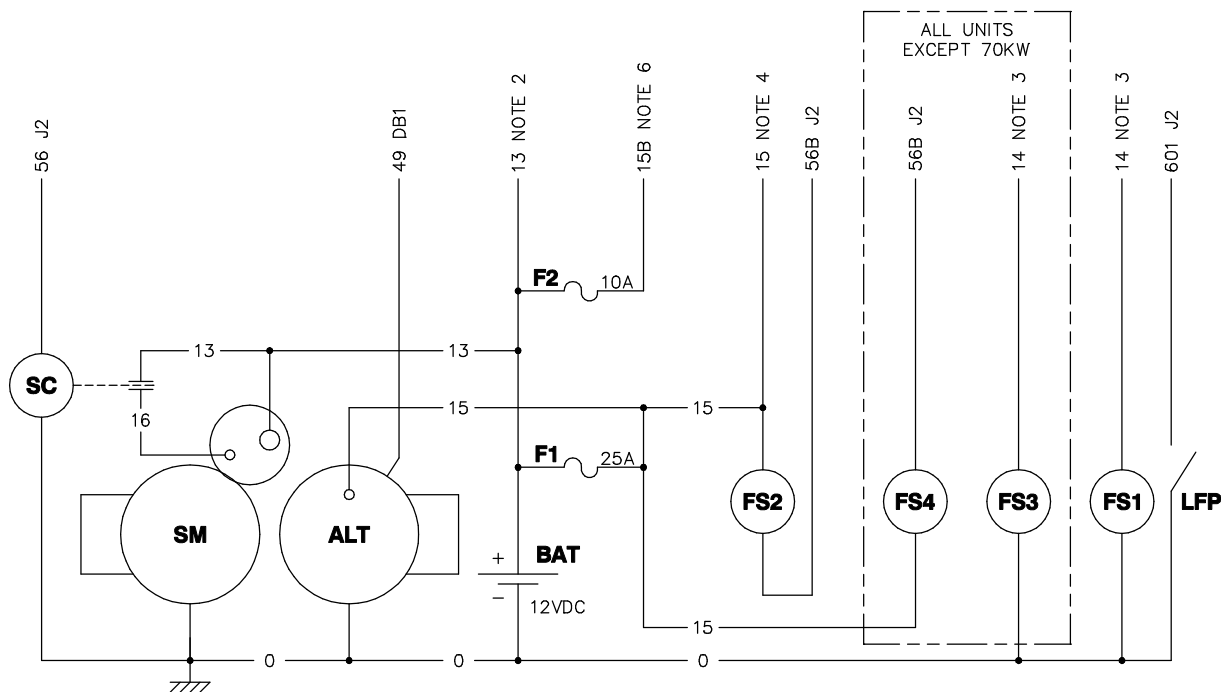 ALL UNITS
EXCEPT 70KW
56 J2
49 DB1
13 NOTE 2
15B NOTE 6
15 NOTE 4
56B J2
56B J2
14 NOTE 3
14 NOTE 3
601 J2
F2
10A
13
13
SC
16
15
15
F1
25A
SM
ALT
FS2
FS4
FS3
FS1
LFP
+
BAT
−
12VDC
15
0
0
0